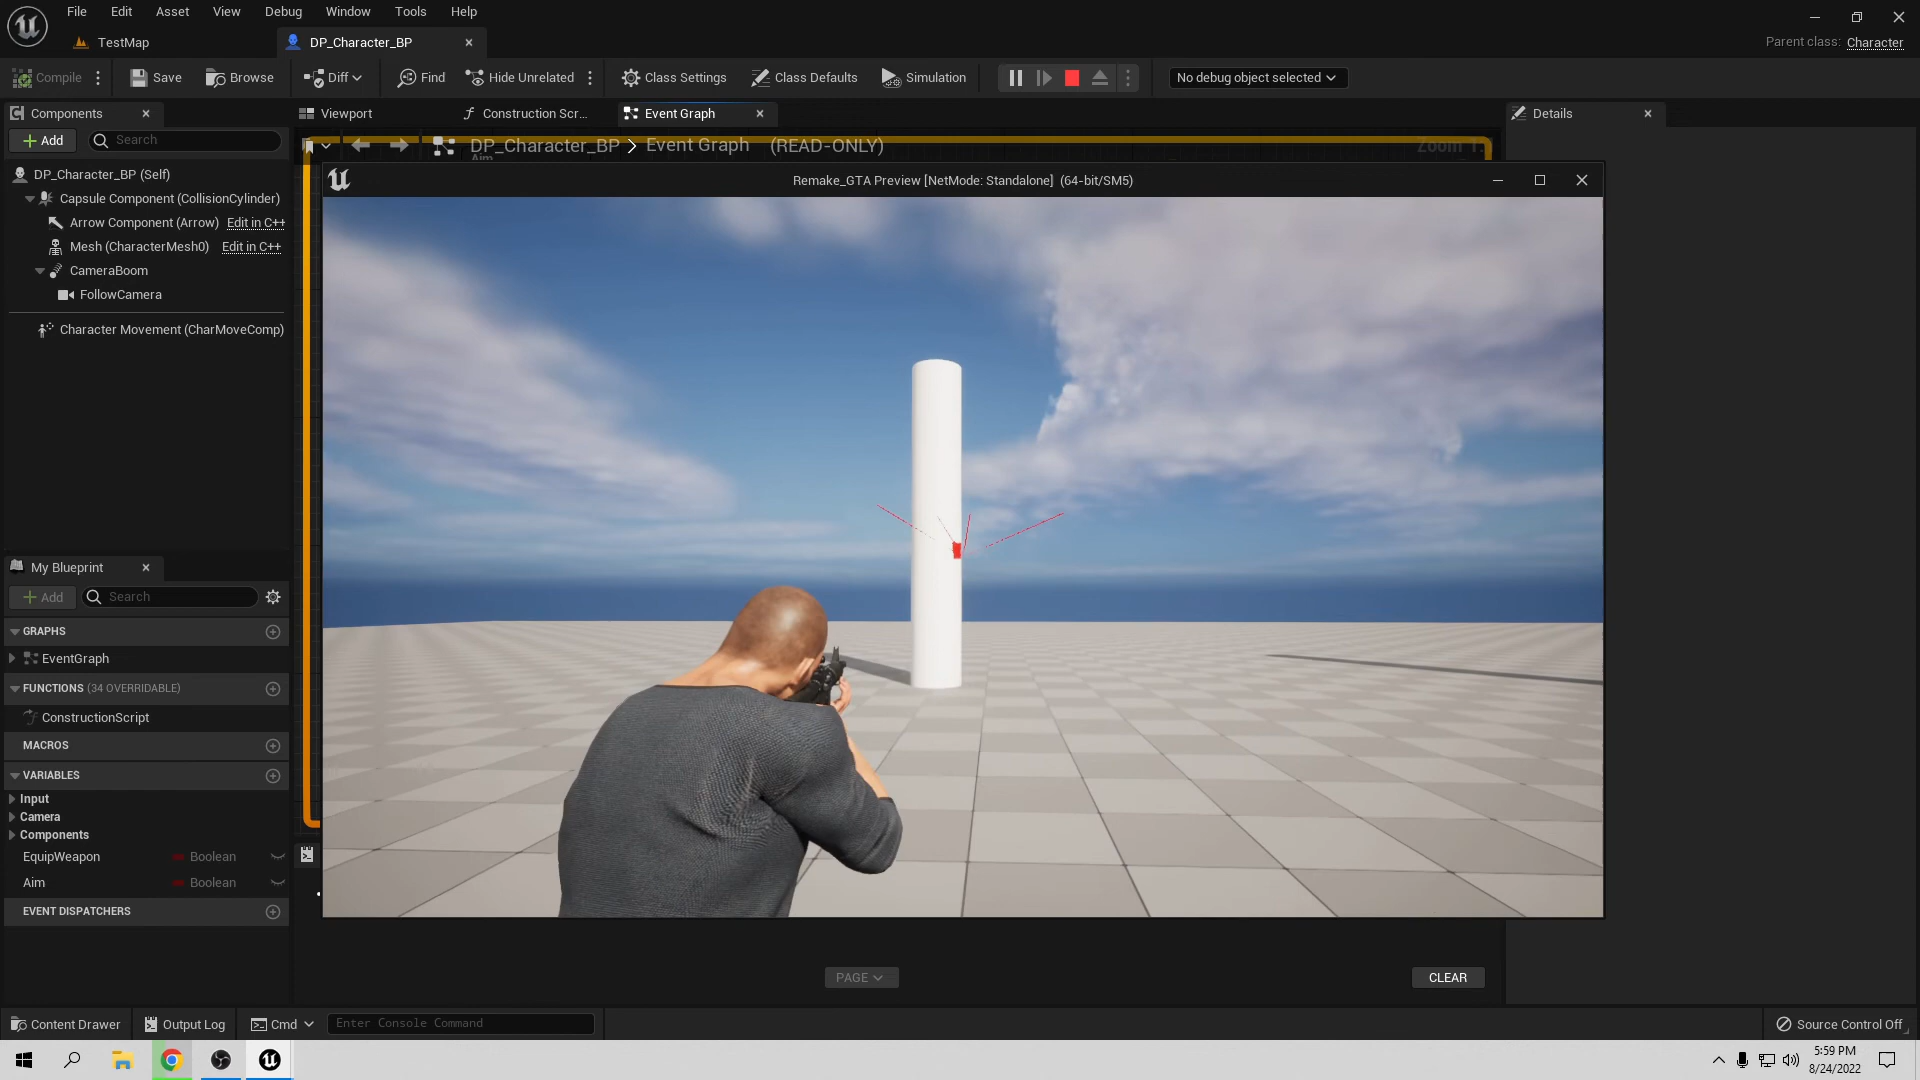 File Edit Asset View Debug Window Tools Help
TestMap
DP_Character_BP
Parent class: Character
Compile
Save
Browse
Diff
Find
Hide Unrelated
Class Settings
Class Defaults
Simulation
No debug object selected
Components
Viewport
Construction Scr...
Event Graph
Details
Add
Search
DP_Character_BP > Event Graph (READ-ONLY)
Aim
Zoom 1:
DP_Character_BP (Self)
Capsule Component (CollisionCylinder)
Arrow Component (Arrow) Edit in C++
Mesh (CharacterMesh0) Edit in C++
CameraBoom
FollowCamera
Character Movement (CharMoveComp)
Remake_GTA Preview [NetMode: Standalone] (64-bit/SM5)
My Blueprint
Add
Search
GRAPHS
EventGraph
FUNCTIONS (34 OVERRIDABLE)
ConstructionScript
MACROS
VARIABLES
Input
Camera
Components
EquipWeapon Boolean
Aim Boolean
EVENT DISPATCHERS
PAGE
CLEAR
Content Drawer
Output Log
Cmd
Enter Console Command
Source Control Off
5:59 PM
8/24/2022